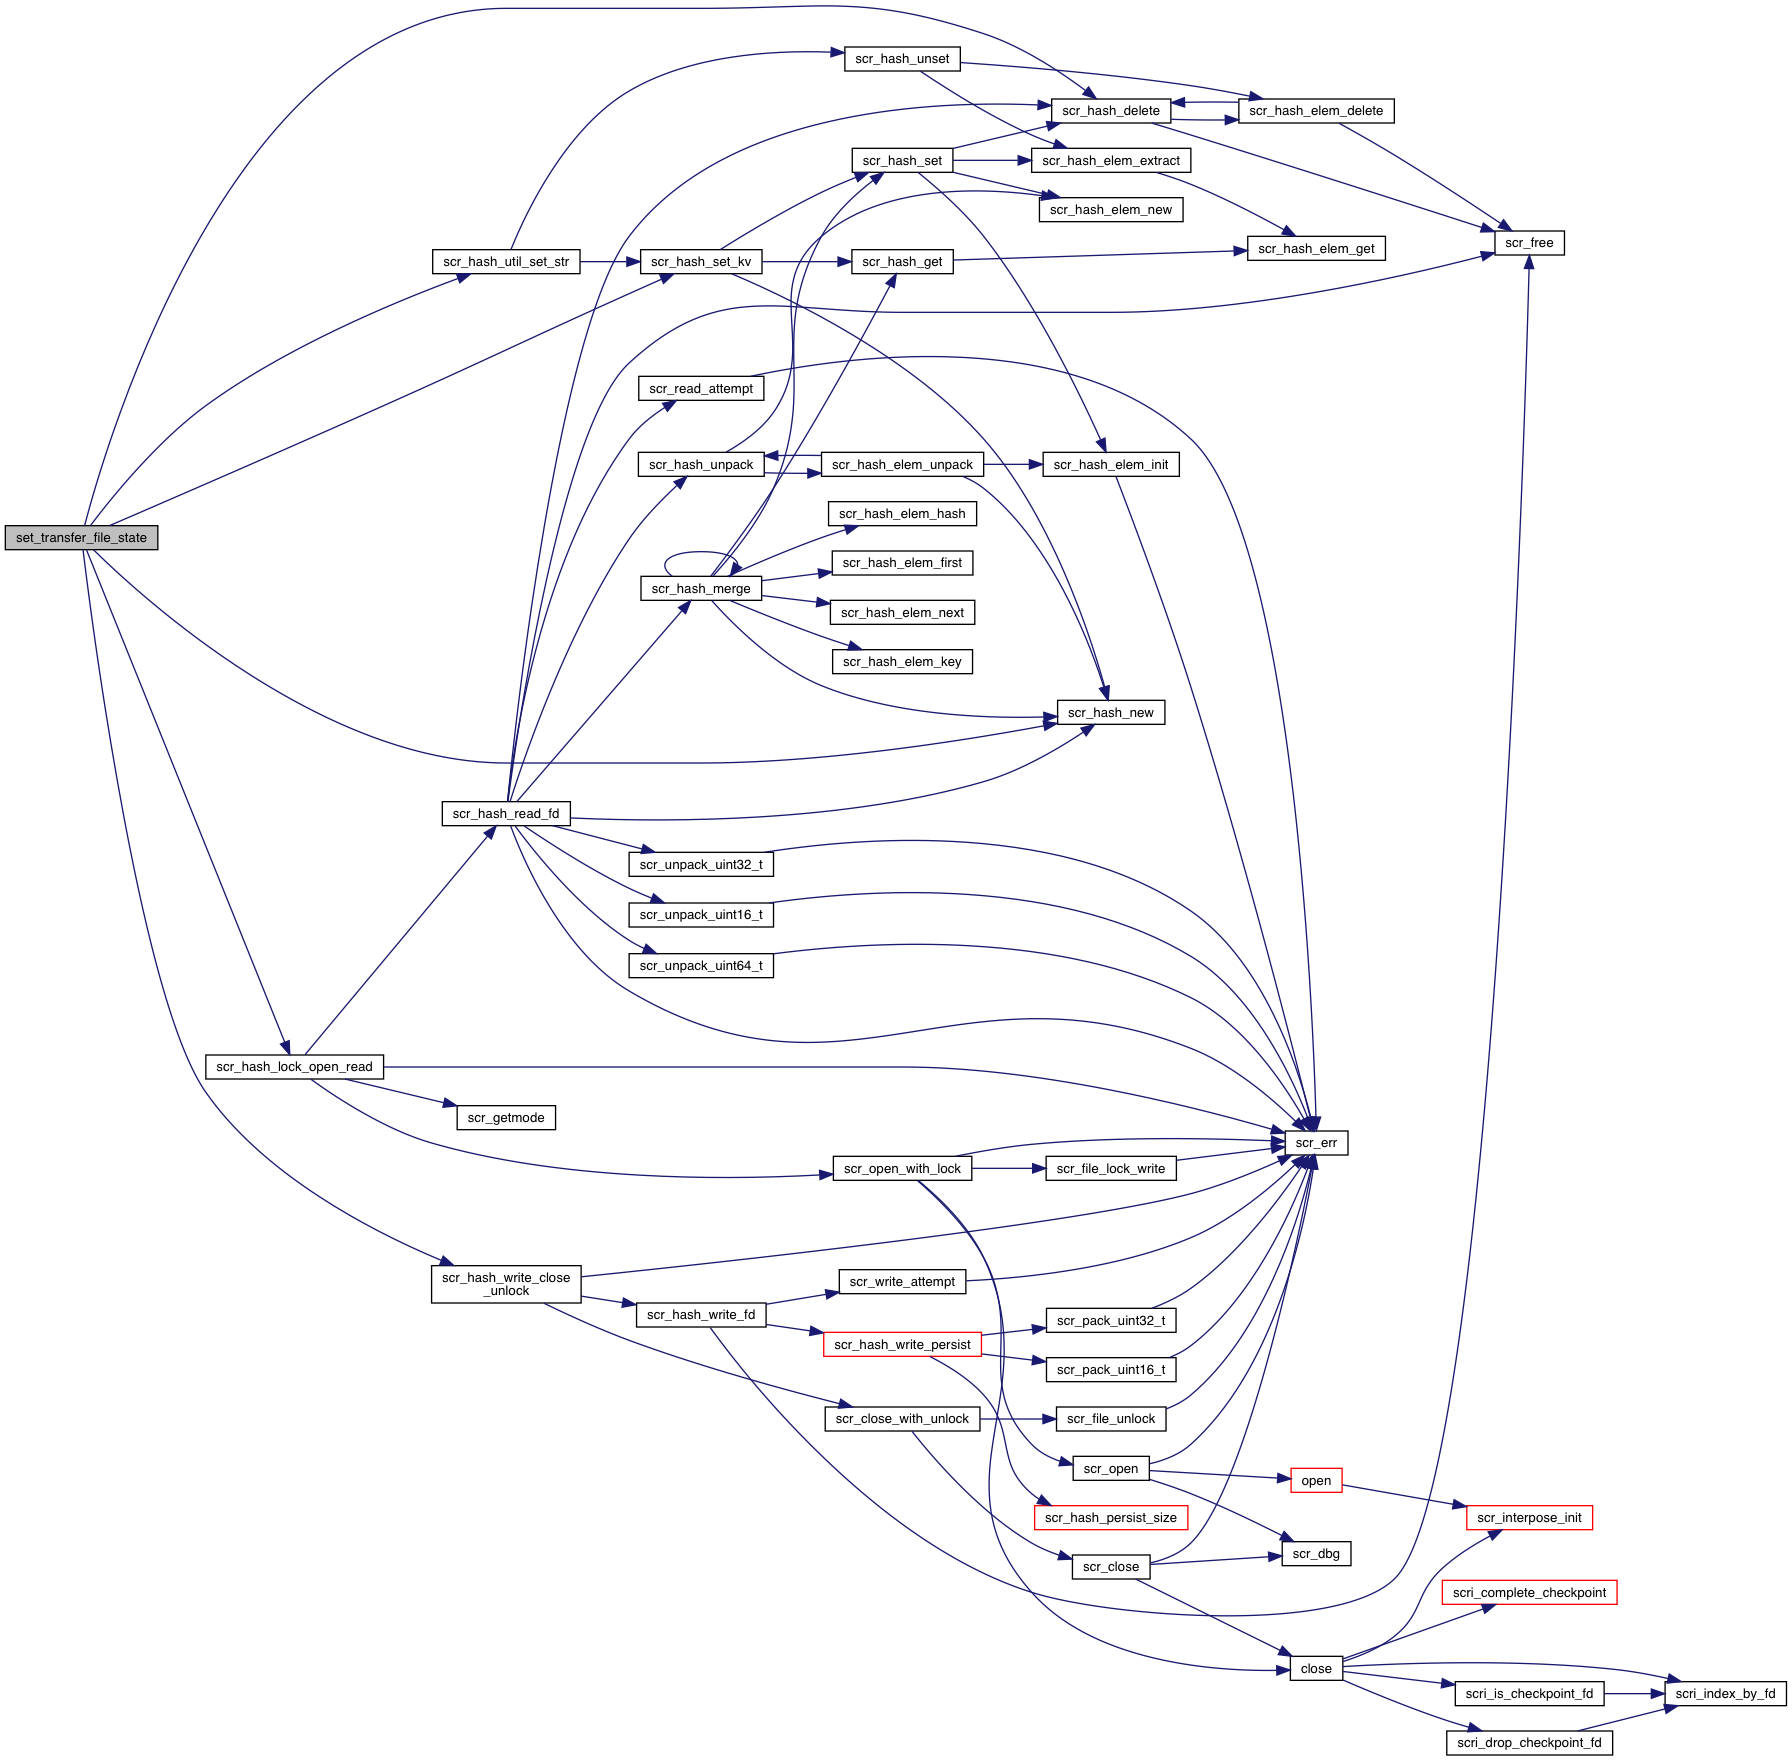 scr_hash_unset
scr_hash_delete
scr_hash_elem_delete
scr_hash_set
scr_hash_elem_extract
scr_hash_elem_new
scr_free
scr_hash_elem_get
scr_hash_util_set_str
scr_hash_set_kv
scr_hash_get
scr_read_attempt
scr_hash_unpack
scr_hash_elem_unpack
scr_hash_elem_init
scr_hash_elem_hash
set_transfer_file_state
scr_hash_elem_first
scr_hash_merge
scr_hash_elem_next
scr_hash_elem_key
scr_hash_new
scr_hash_read_fd
scr_unpack_uint32_t
scr_unpack_uint16_t
scr_unpack_uint64_t
scr_hash_lock_open_read
scr_getmode
scr_err
scr_open_with_lock
scr_file_lock_write
scr_hash_write_close
_unlock
scr_write_attempt
scr_hash_write_fd
scr_pack_uint32_t
scr_hash_write_persist
scr_pack_uint16_t
scr_close_with_unlock
scr_file_unlock
scr_open
open
scr_hash_persist_size
scr_interpose_init
scr_dbg
scr_close
scri_complete_checkpoint
close
scri_is_checkpoint_fd
scri_index_by_fd
scri_drop_checkpoint_fd